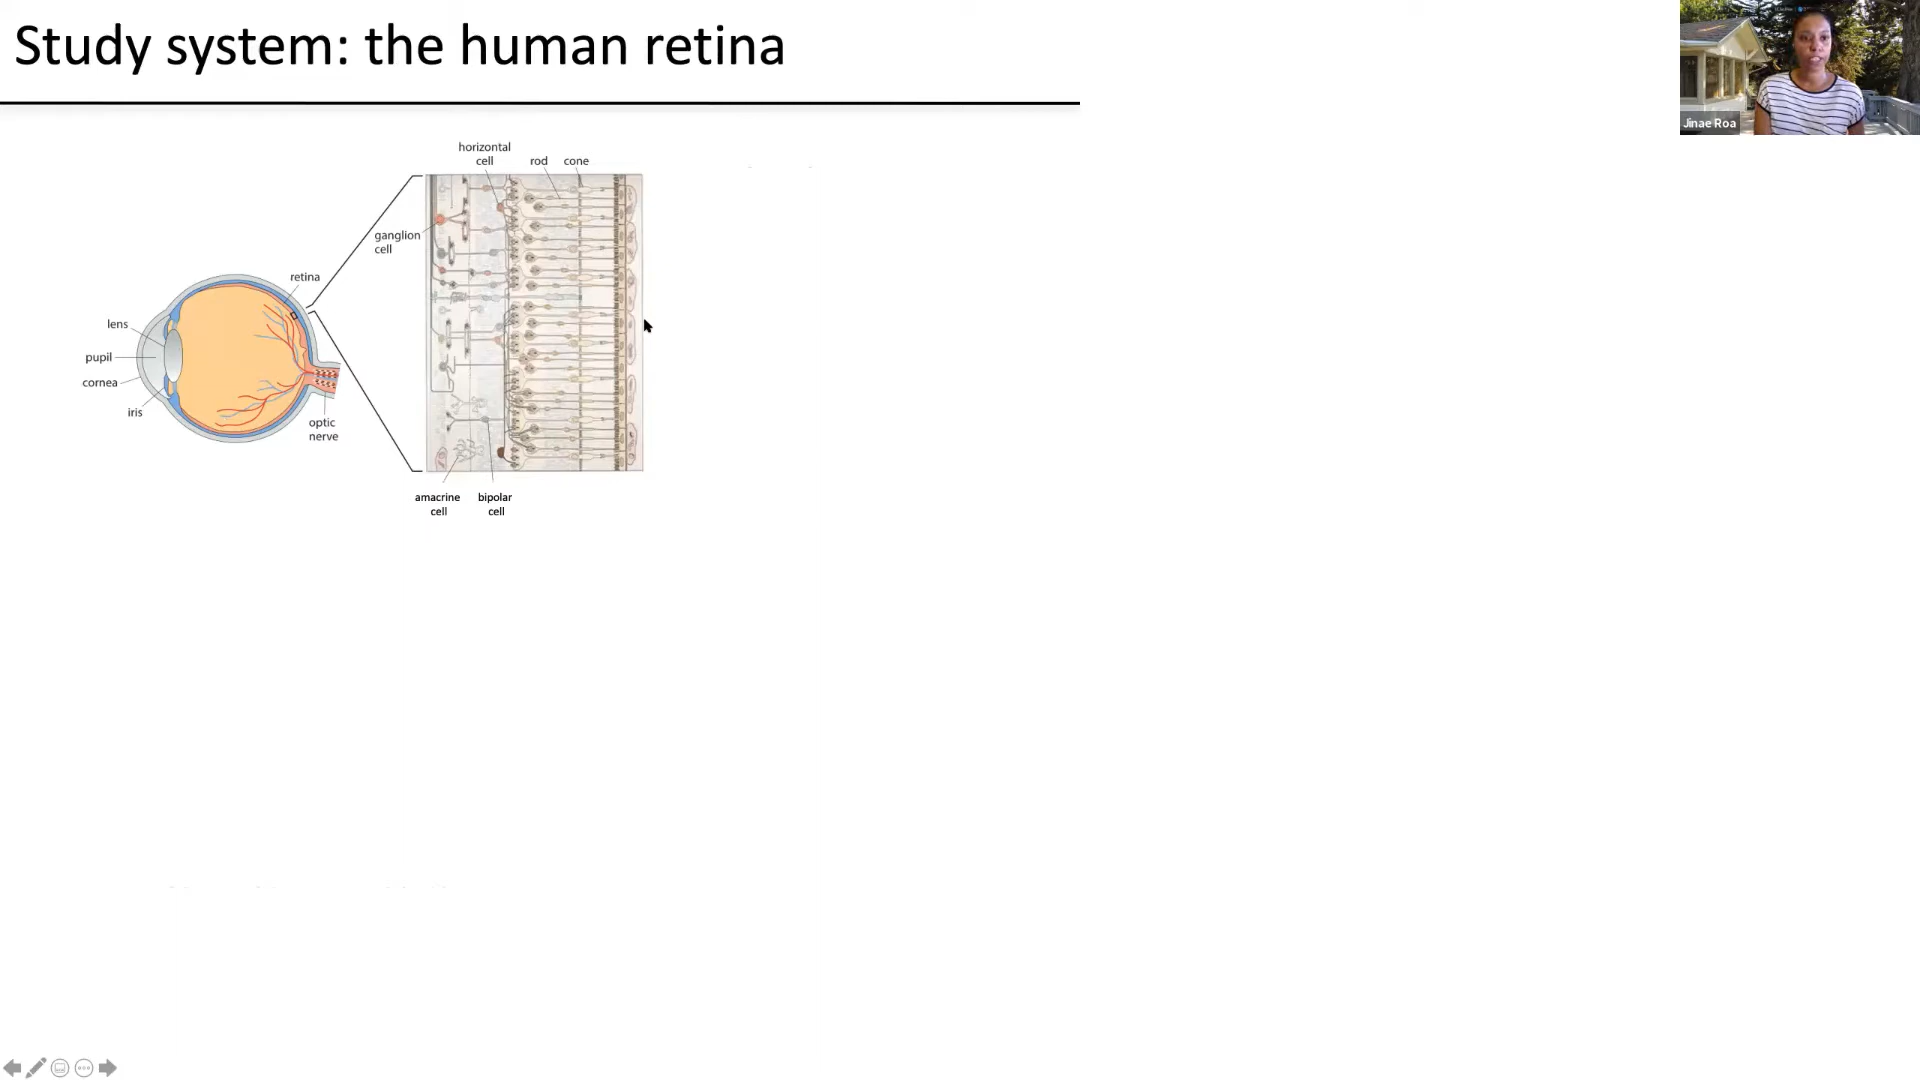 Study system: the human retina
Jinae Roa
horizontal
cell
rod
cone
ganglion
cell
retina
lens
pupil
cornea
iris
optic
nerve
amacrine
cell
bipolar
cell